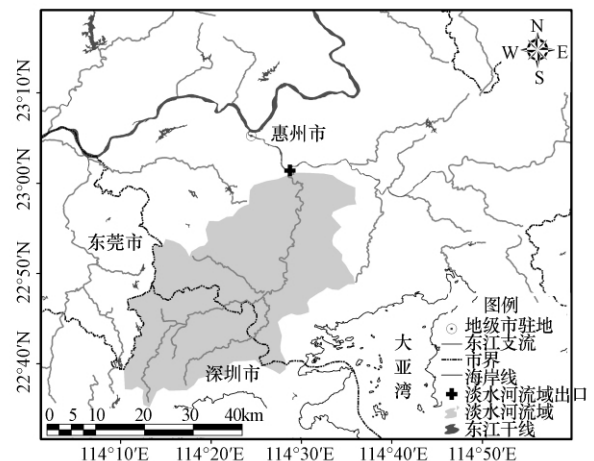 N
W E
S
23°10′N
23°00′N
22°50′N
22°40′N
惠州市
东莞市
深圳市
大亚湾
图例
地级市驻地
东江支流
市界
海岸线
淡水河流域出口
淡水河流域
东江干线
0 5 10 20 30 40km
114°10′E 114°20′E 114°30′E 114°40′E 114°50′E